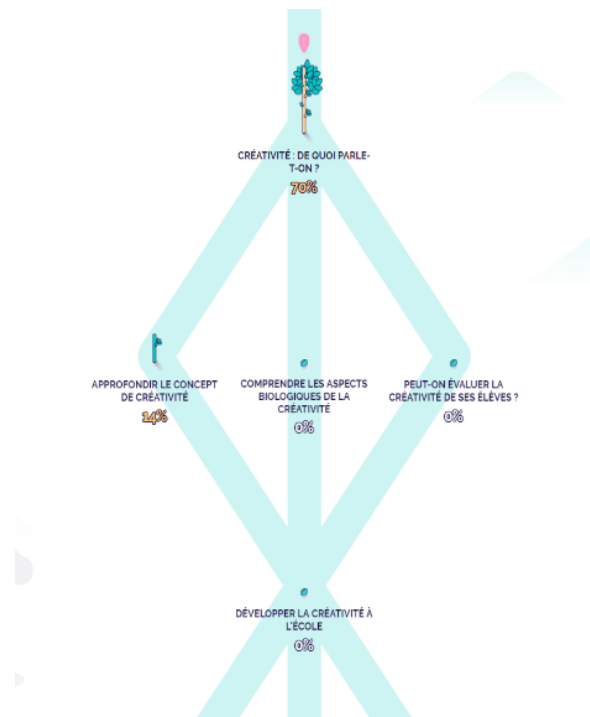 CRÉATIVITÉ : DE QUOI PARLE-
T-ON ?
70%
APPROFONDIR LE CONCEPT
DE CRÉATIVITÉ
14%
COMPRENDRE LES ASPECTS
BIOLOGIQUES DE LA
CRÉATIVITÉ
0%
PEUT-ON ÉVALUER LA
CRÉATIVITÉ DE SES ÉLÈVES ?
0%
DÉVELOPPER LA CRÉATIVITÉ À
L'ÉCOLE
0%